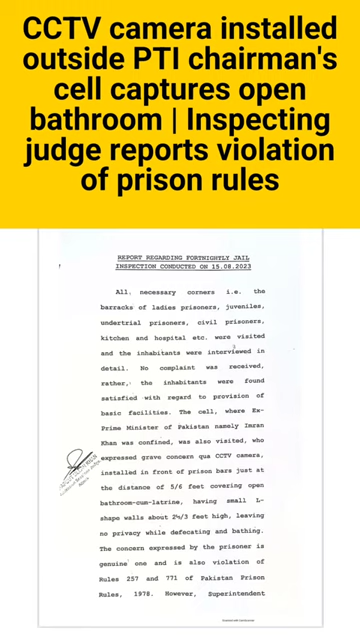 CCTV camera installed
outside PTI chairman's
cell captures open
bathroom | Inspecting
judge reports violation
of prison rules
REPORT REGARDING FORTNIGHTLY JAIL
INSPECTION CONDUCTED ON 15.08.2023
All necessary corners i.e. the
barracks of ladies prisoners, juveniles,
undertrial prisoners, civil prisoners,
kitchen and hospital etc. were visited
and the inhabitants were interviewed in
detail. No complaint was received,
rather, the inhabitants were found
satisfied with regard to provision of
basic facilities. The cell, where Ex-
Prime Minister of Pakistan namely Imran
Khan was confined, was also visited, who
expressed grave concern qua CCTV camera,
installed in front of prison bars just at
the distance of 5/6 feet covering open
bathroom-cum-latrine, having small L-
shape walls about 2½/3 feet high, leaving
no privacy while defecating and bathing.
The concern expressed by the prisoner is
genuine one and is also violation of
Rules 257 and 771 of Pakistan Prison
Rules, 1978. However, Superintendent